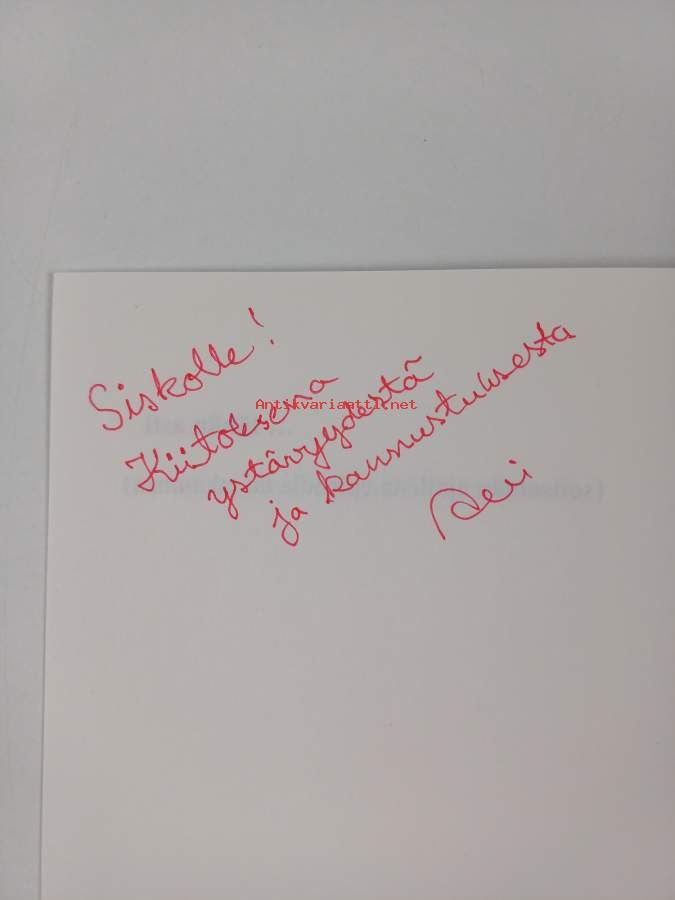 Siskolle!
Kiitoksena
Antikvariaatti.net
ystävyydestä
ja kannustuksesta